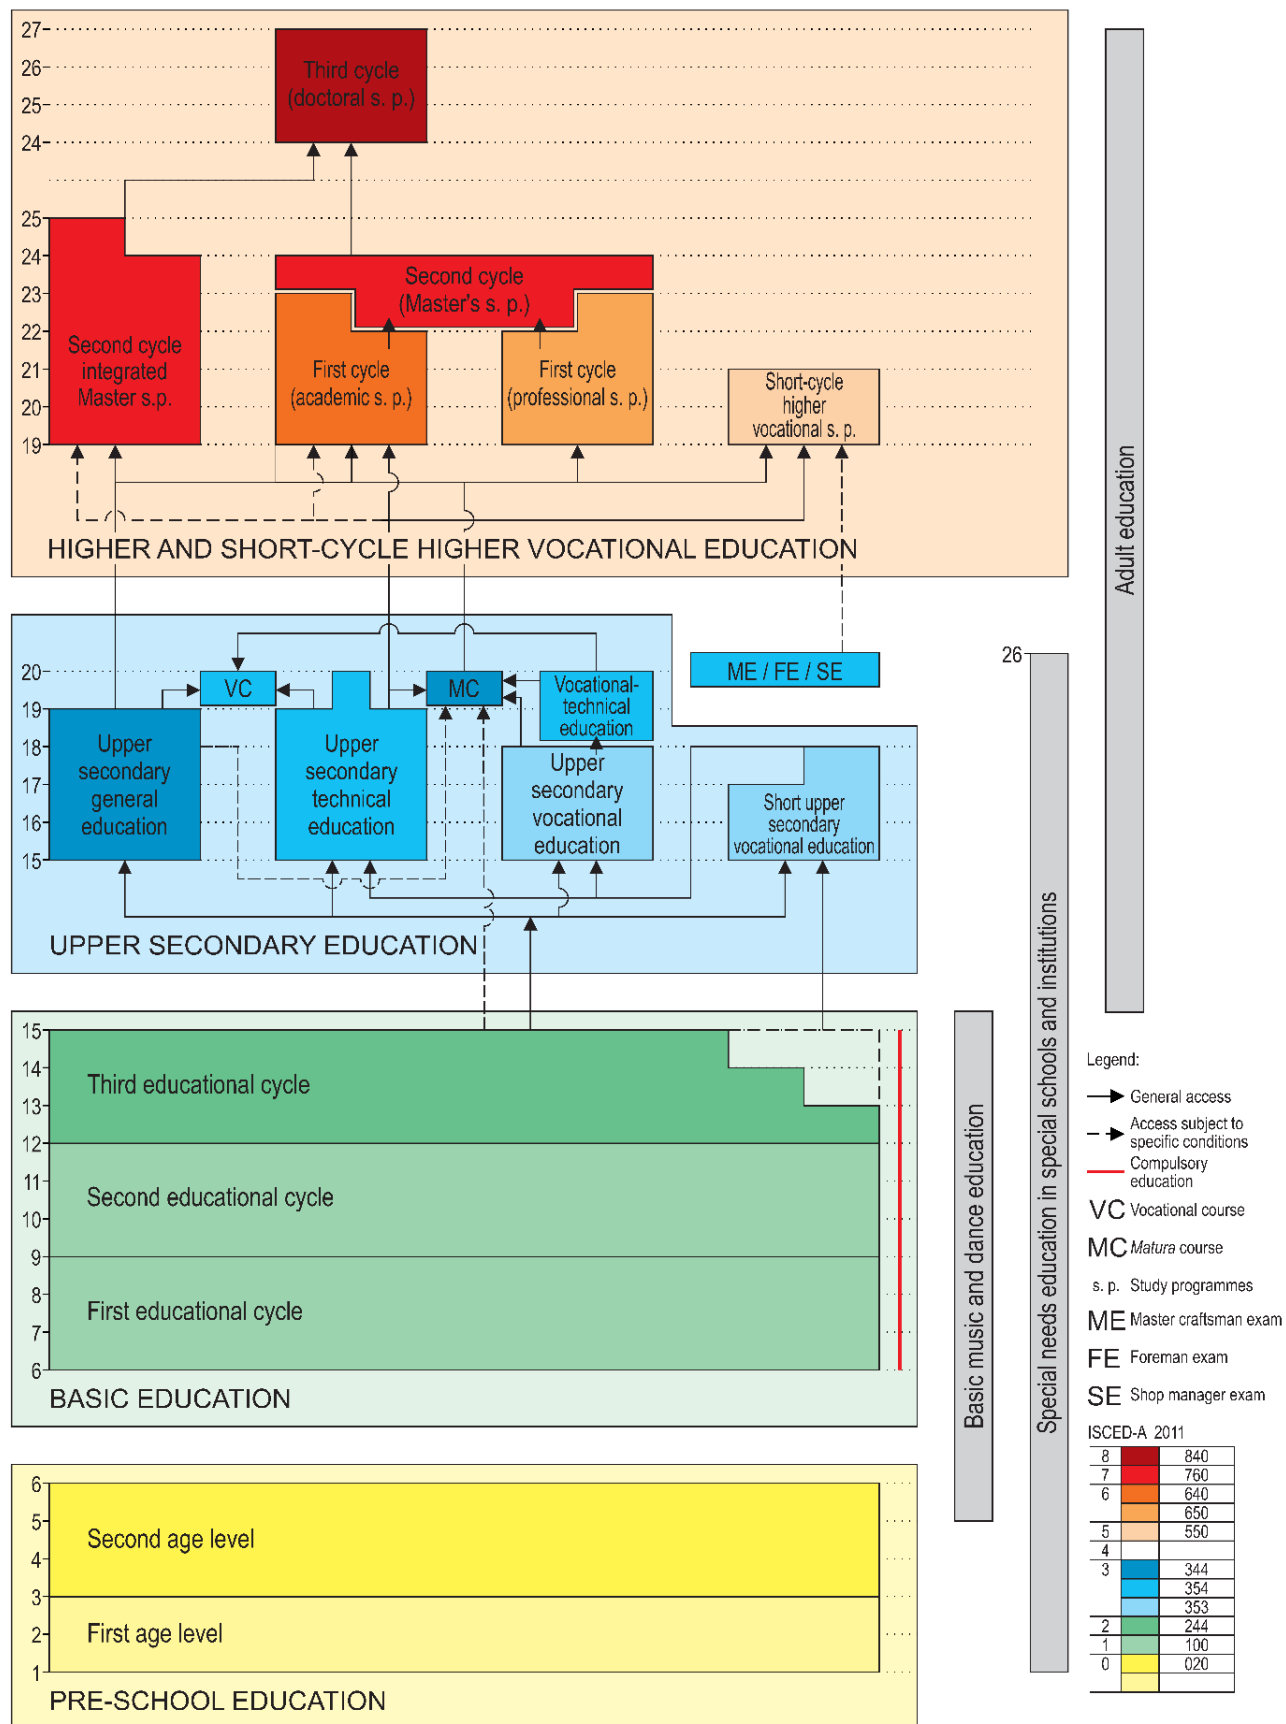 27
26
25
24
25
24
23
22
21
20
19
Third cycle
(doctoral s. p.)
Second cycle
integrated
Master s.p.
Second cycle
(Master's s. p.)
First cycle
(academic s. p.)
First cycle
(professional s. p.)
Short-cycle
higher
vocational s. p.
HIGHER AND SHORT-CYCLE HIGHER VOCATIONAL EDUCATION
20
19
18
17
16
15
VC
MC
Vocational-
technical
education
ME / FE / SE
Upper
secondary
general
education
Upper
secondary
technical
education
Upper
secondary
vocational
education
Short upper
secondary
vocational education
UPPER SECONDARY EDUCATION
15
14
13
12
11
10
9
8
7
6
Third educational cycle
Second educational cycle
First educational cycle
BASIC EDUCATION
6
5
4
3
2
1
Second age level
First age level
PRE-SCHOOL EDUCATION
Basic music and dance education
26
Special needs education in special schools and institutions
Adult education
Legend:
General access
Access subject to
specific conditions
Compulsory
education
VC Vocational course
MC Matura course
s. p. Study programmes
ME Master craftsman exam
FE Foreman exam
SE Shop manager exam
ISCED-A 2011
8 840
7 760
6 640
650
5 550
4
3 344
354
353
2 244
1 100
0 020